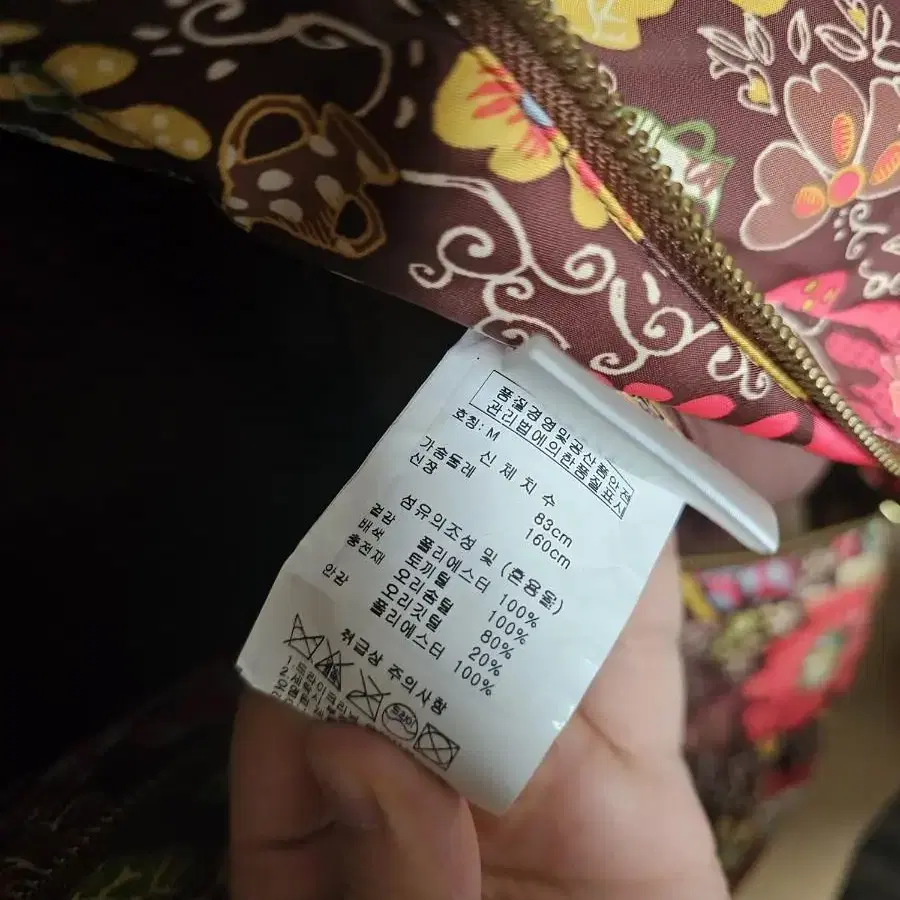 품질경영및공산품안전
관리법에의한품질표시
호칭: M
신 체 치 수
가슴둘레 83cm
신장 160cm
섬유의조성 및 (혼용율)
겉감 폴리에스터 100%
배색 토끼털 100%
충전재 오리솜털 80%
오리깃털 20%
안감 폴리에스터 100%
취급상 주의사항
드라이